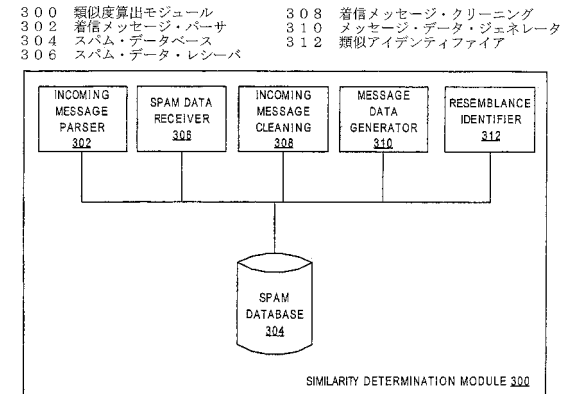 ３００　類似度算出モジュール
３０２　着信メッセージ・パーサ
３０４　スパム・データベース
３０６　スパム・データ・レシーバ
３０８　着信メッセージ・クリーニング
３１０　メッセージ・データ・ジェネレータ
３１２　類似アイデンティファイア
INCOMING
MESSAGE
PARSER
302
SPAM DATA
RECEIVER
306
INCOMING
MESSAGE
CLEANING
308
MESSAGE
DATA
GENERATOR
310
RESEMBLANCE
IDENTIFIER
312
SPAM
DATABASE
304
SIMILARITY DETERMINATION MODULE 300